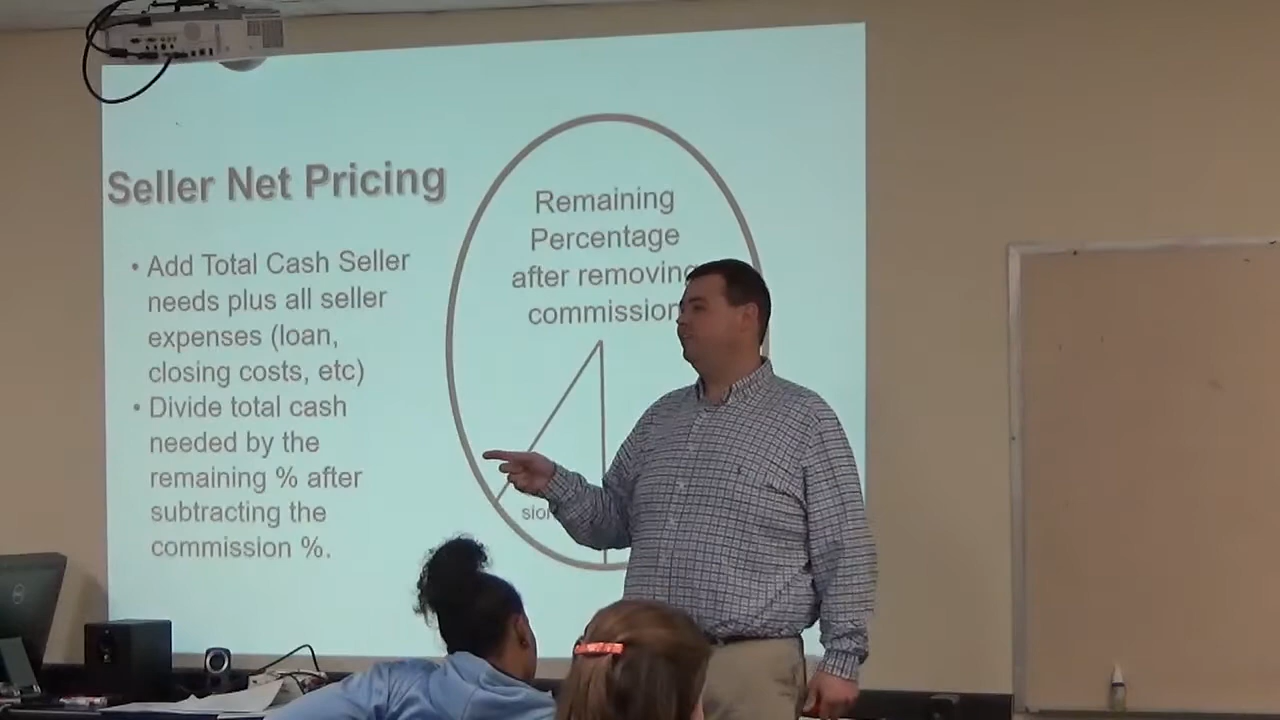 Seller Net Pricing
• Add Total Cash Seller
needs plus all seller
expenses (loan,
closing costs, etc)
• Divide total cash
needed by the
remaining % after
subtracting the
commission %.
Remaining
Percentage
after removing
commission